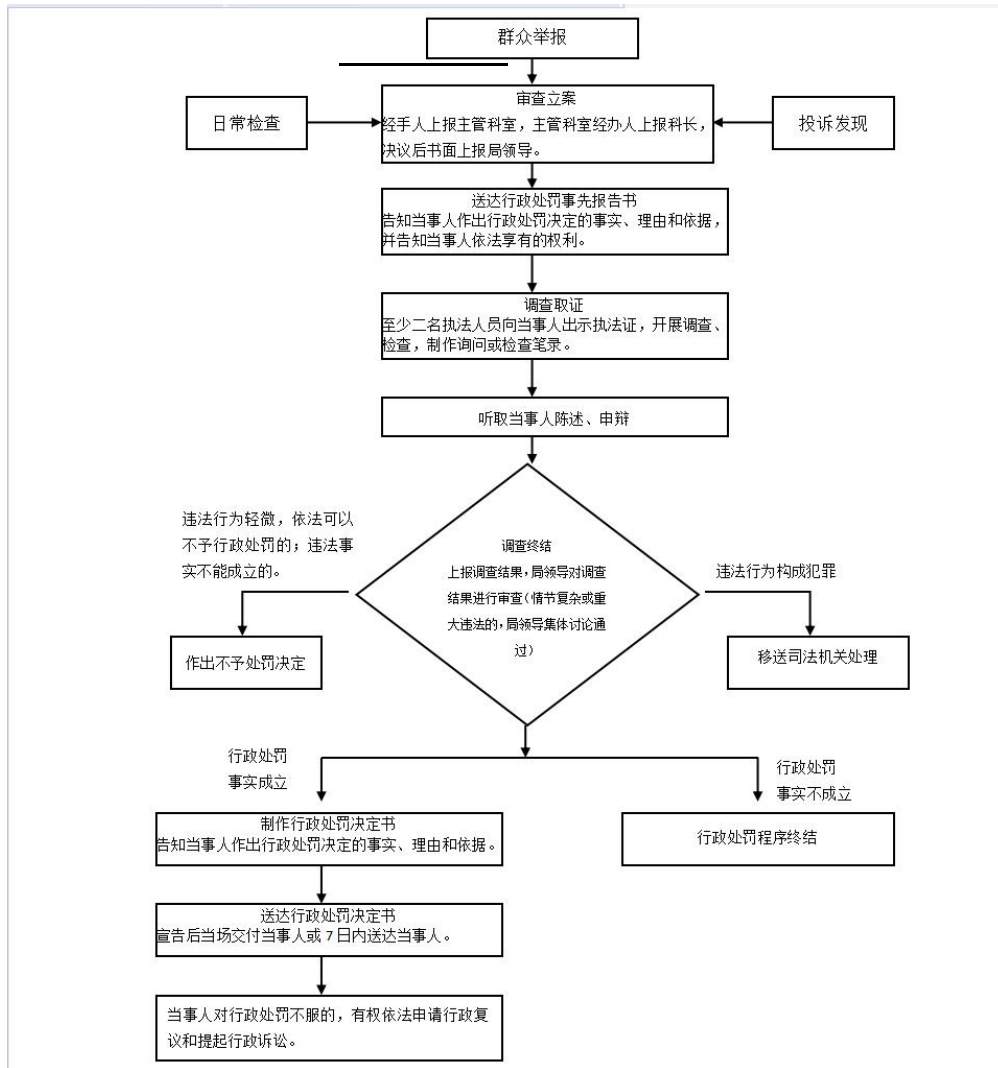 群众举报
日常检查
审查立案
经手人上报主管科室，主管科室经办人上报科长，
决议后书面上报局领导。
投诉发现
送达行政处罚事先报告书
告知当事人作出行政处罚决定的事实、理由和依据，
并告知当事人依法享有的权利。
调查取证
至少二名执法人员向当事人出示执法证，开展调查、
检查，制作询问或检查笔录。
听取当事人陈述、申辩
违法行为轻微，依法可以
不予行政处罚的；违法事
实不能成立的。
调查终结
上报调查结果，局领导对调查
结果进行审查（情节复杂或重
大违法的，局领导集体讨论通
过）
违法行为构成犯罪
作出不予处罚决定
移送司法机关处理
行政处罚
事实成立
行政处罚
事实不成立
制作行政处罚决定书
告知当事人作出行政处罚决定的事实、理由和依据。
行政处罚程序终结
送达行政处罚决定书
宣告后当场交付当事人或7日内送达当事人。
当事人对行政处罚不服的，有权依法申请行政复
议和提起行政诉讼。